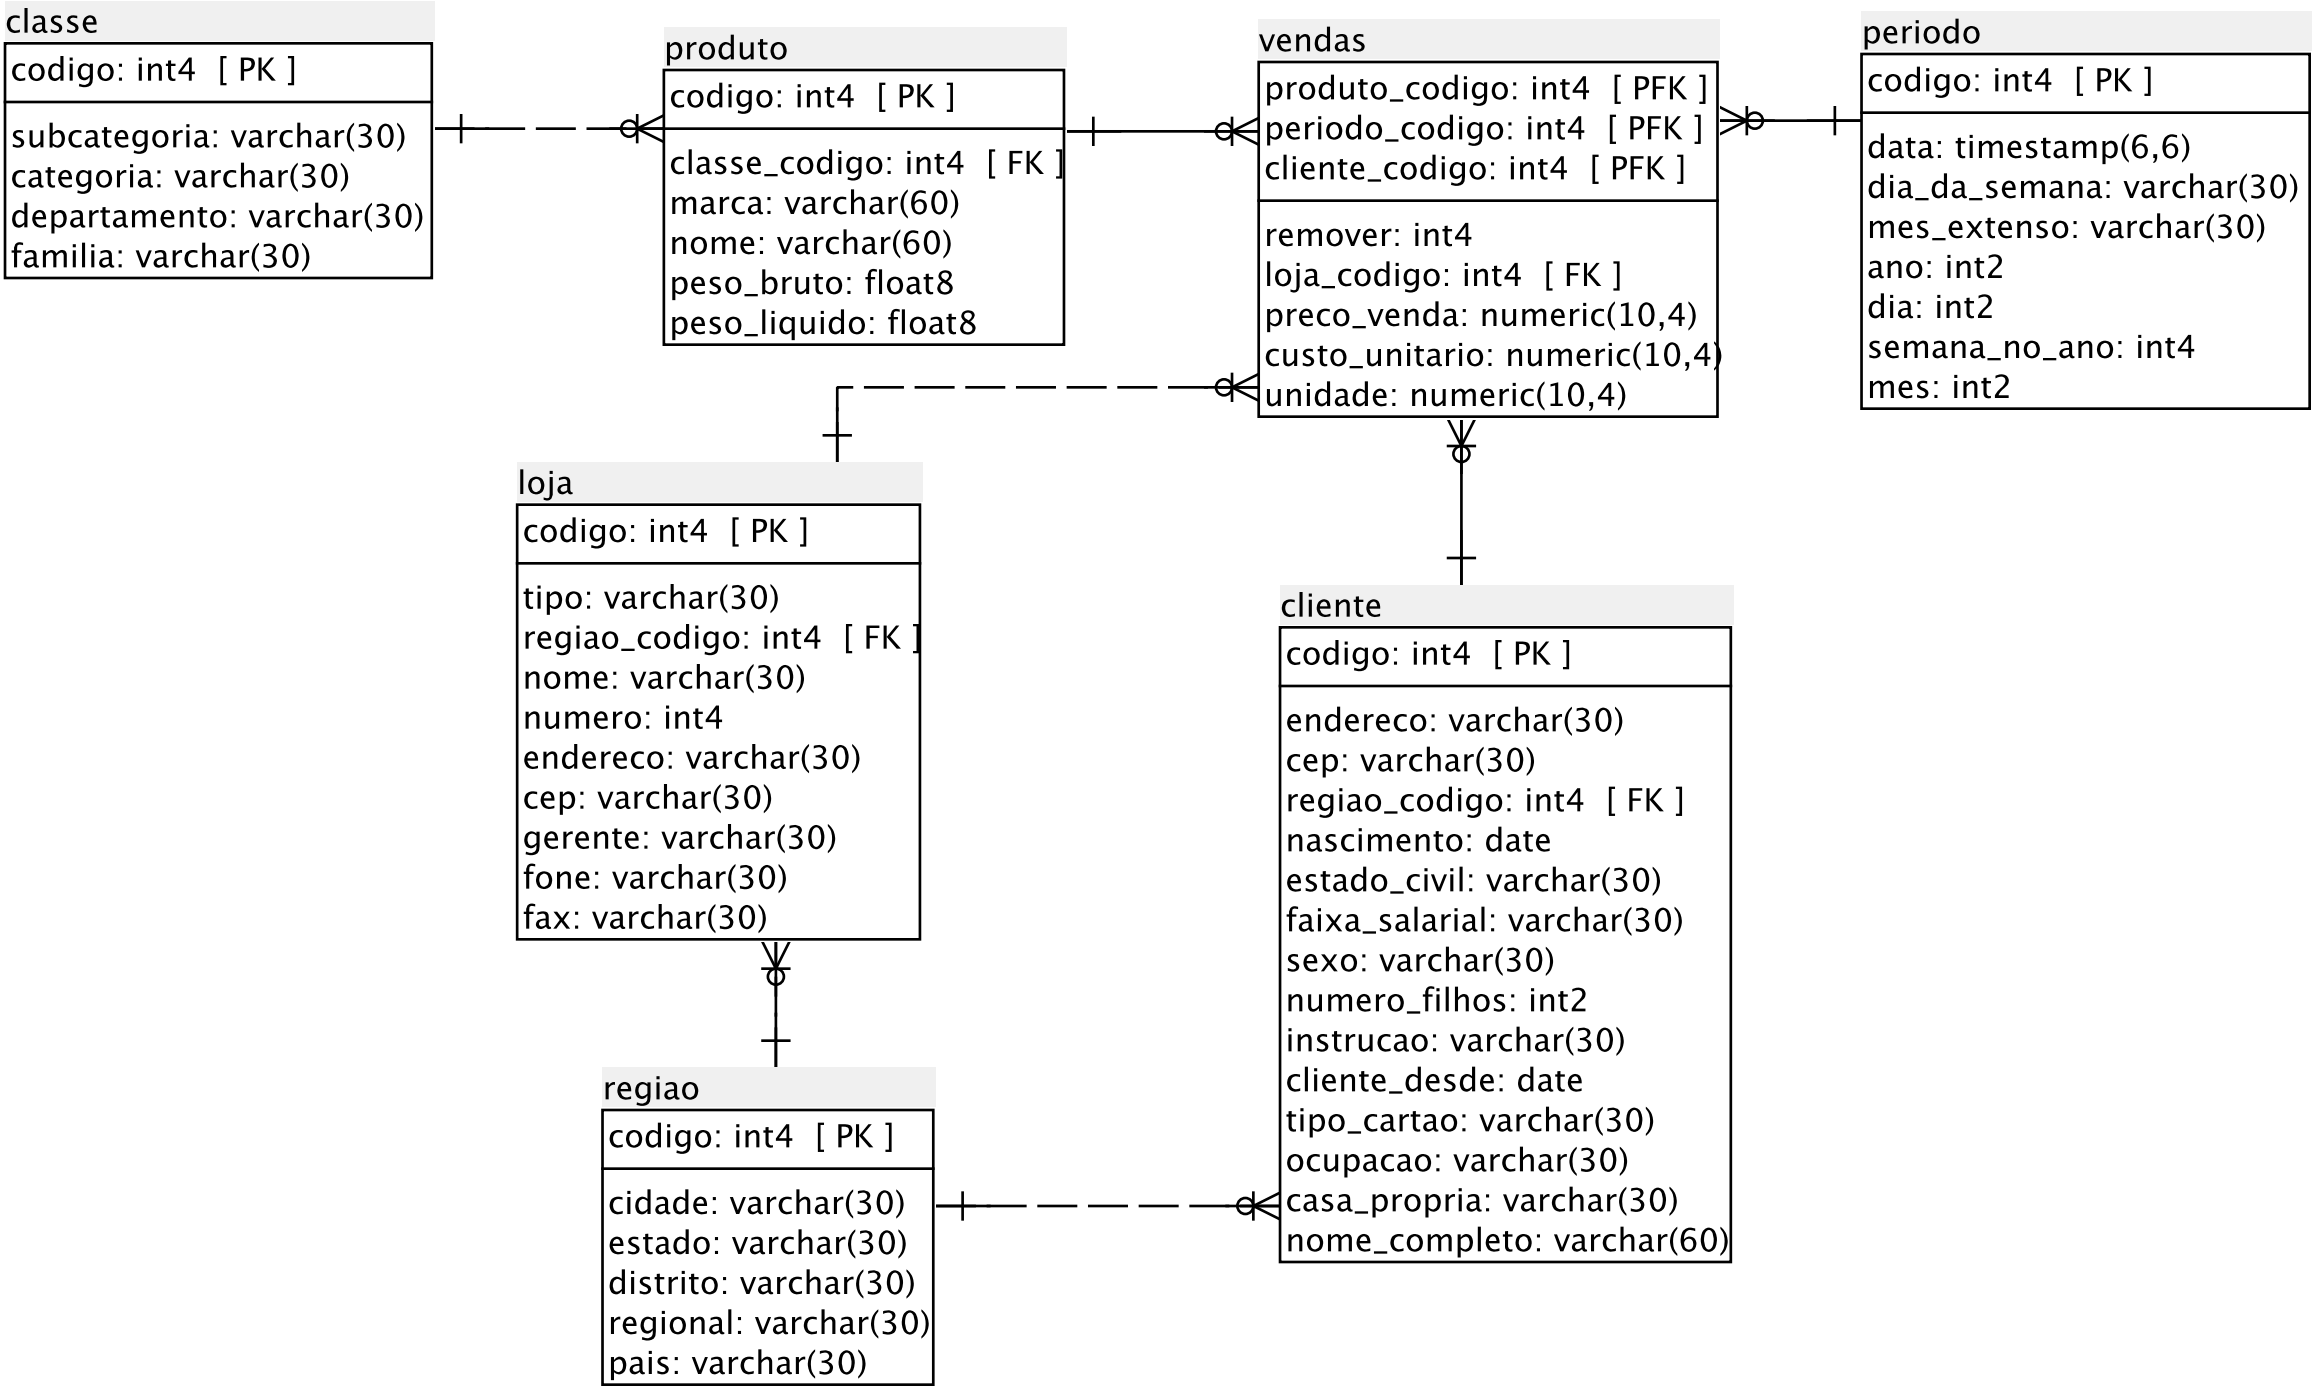 classe
codigo: int4 [ PK ]
subcategoria: varchar(30)
categoria: varchar(30)
departamento: varchar(30)
familia: varchar(30)
produto
codigo: int4 [ PK ]
classe_codigo: int4 [ FK ]
marca: varchar(60)
nome: varchar(60)
peso_bruto: float8
peso_liquido: float8
vendas
produto_codigo: int4 [ PFK ]
periodo_codigo: int4 [ PFK ]
cliente_codigo: int4 [ PFK ]
remover: int4
loja_codigo: int4 [ FK ]
preco_venda: numeric(10,4)
custo_unitario: numeric(10,4)
unidade: numeric(10,4)
periodo
codigo: int4 [ PK ]
data: timestamp(6,6)
dia_da_semana: varchar(30)
mes_extenso: varchar(30)
ano: int2
dia: int2
semana_no_ano: int4
mes: int2
loja
codigo: int4 [ PK ]
tipo: varchar(30)
regiao_codigo: int4 [ FK ]
nome: varchar(30)
numero: int4
endereco: varchar(30)
cep: varchar(30)
gerente: varchar(30)
fone: varchar(30)
fax: varchar(30)
cliente
codigo: int4 [ PK ]
endereco: varchar(30)
cep: varchar(30)
regiao_codigo: int4 [ FK ]
nascimento: date
estado_civil: varchar(30)
faixa_salarial: varchar(30)
sexo: varchar(30)
numero_filhos: int2
instrucao: varchar(30)
cliente_desde: date
tipo_cartao: varchar(30)
ocupacao: varchar(30)
casa_propria: varchar(30)
nome_completo: varchar(60)
regiao
codigo: int4 [ PK ]
cidade: varchar(30)
estado: varchar(30)
distrito: varchar(30)
regional: varchar(30)
pais: varchar(30)